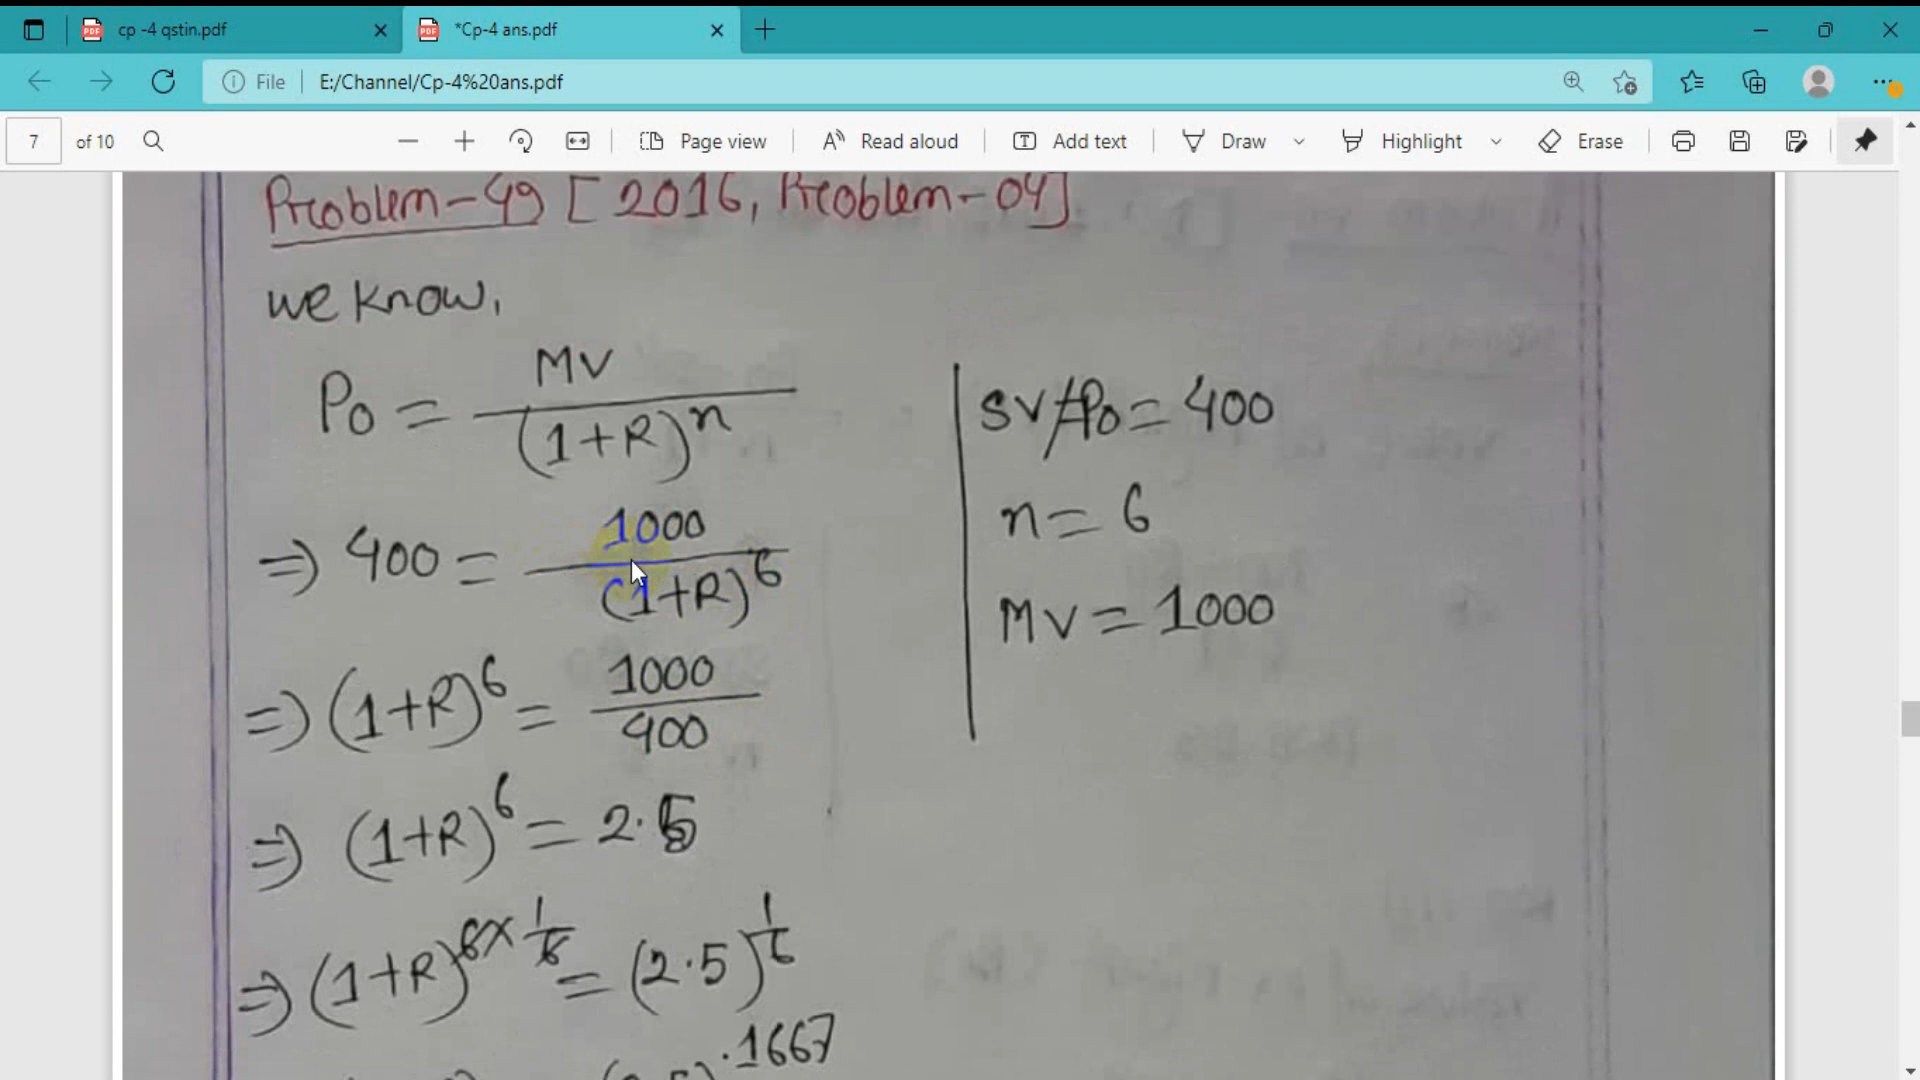 cp -4 qstin.pdf
*Cp-4 ans.pdf
File
E:/Channel/Cp-4%20ans.pdf
7 of 10
Page view
Read aloud
Add text
Draw
Highlight
Erase
Problem-49 [2016, Problem-04]
we know,
P0 = MV / (1+R)^n
SV/P0 = 400
n = 6
MV = 1000
=> 400 = 1000 / (1+R)^6
=> (1+R)^6 = 1000 / 400
=> (1+R)^6 = 2.5
=> (1+R)^6×1/6 = (2.5)^1/6
.1667